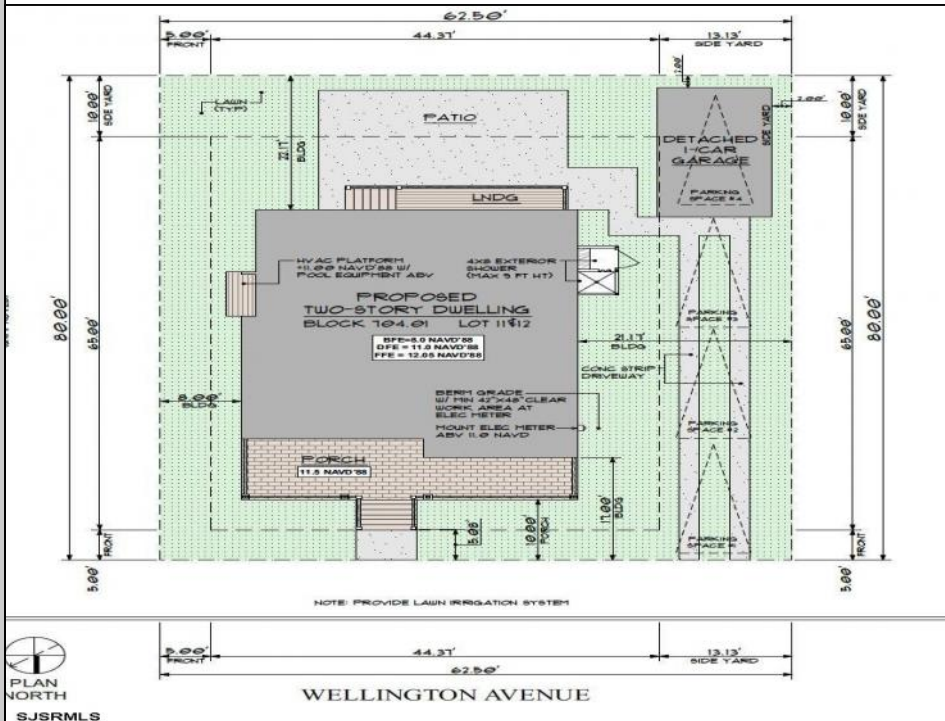 62.50'
5.00'
FRONT
44.37'
13.13'
SIDE YARD
10.00'
SIDE YARD
LAWN
(TYP)
22.17'
BLDG
PATIO
2.00'
SIDE YARD
DETACHED
1-CAR
GARAGE
PARKING
SPACE #4
10.00'
SIDE YARD
LNDG
HVAC PLATFORM
+11.00 NAVD'88 W/
POOL EQUIPMENT ABV
4X8 EXTERIOR
SHOWER
(MAX 9 FT HT)
PROPOSED
TWO-STORY DWELLING
BLOCK 704.01 LOT 11&12
BFE=8.0 NAVD'88
DFE = 11.0 NAVD'88
FFE = 12.05 NAVD'88
80.00'
65.00'
PARKING
SPACE #3
21.17'
BLDG
65.00'
80.00'
CONC STRIP
DRIVEWAY
8.00'
BLDG
BERM GRADE
W/ MIN 42"X48" CLEAR
WORK AREA AT
ELEC METER
MOUNT ELEC METER
ABV 11.0 NAVD
PARKING
SPACE #2
PORCH
11.5 NAVD'88
5.08'
10.00'
PORCH
17.00'
BLDG
PARKING
SPACE #1
FRONT
5.00'
FRONT
5.00'
NOTE: PROVIDE LAWN IRRIGATION SYSTEM
5.00'
FRONT
44.37'
13.13'
SIDE YARD
62.50'
PLAN
NORTH
WELLINGTON AVENUE
SJSRMLS